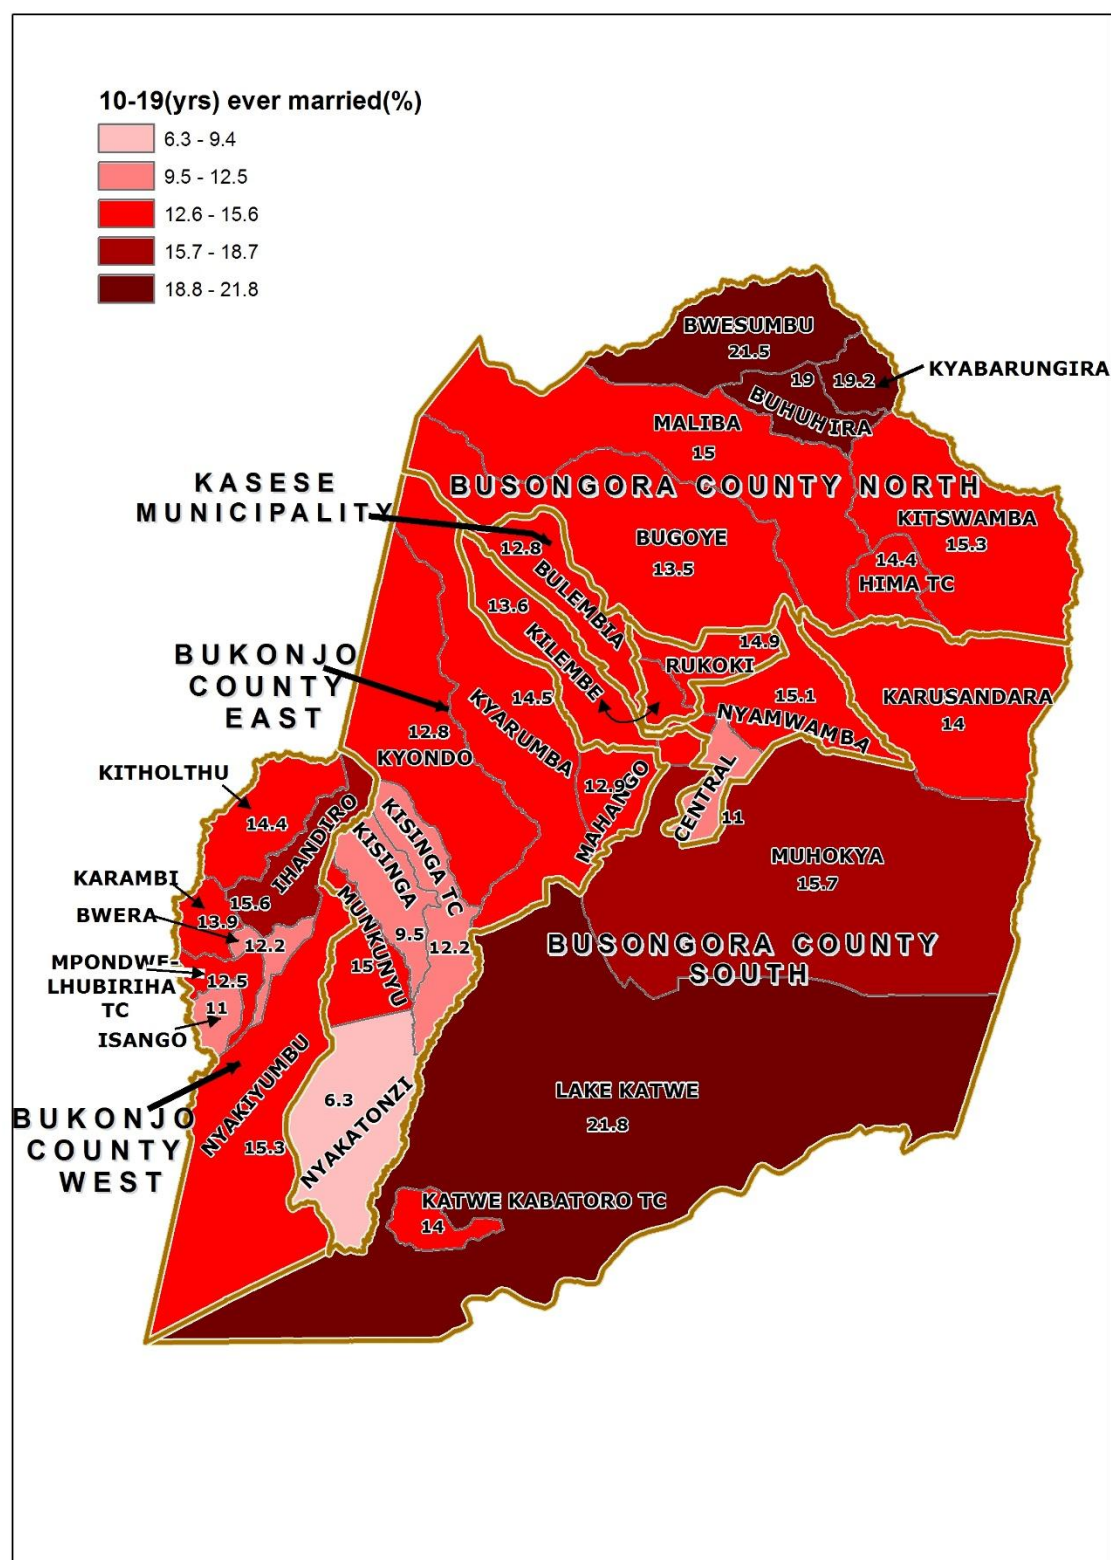 10-19(yrs) ever married(%)
6.3 - 9.4
9.5 - 12.5
12.6 - 15.6
15.7 - 18.7
18.8 - 21.8
BWESUMBU
21.5
19
19.2
KYABARUNGIRA
BUHUHIRA
MALIBA
15
KASESE
MUNICIPALITY
BUSONGORA COUNTY NORTH
KITSWAMBA
15.3
BUGOYE
13.5
12.8
BULEMBIA
14.4
HIMA TC
13.6
KILEMBE
14.9
RUKOKI
BUKONJO
COUNTY
EAST
14.5
KYARUMBA
15.1
NYAMWAMBA
KARUSANDARA
14
12.8
KYONDO
KITHOLTHU
14.4
IHANDIRO
15.6
KISINGA TC
12.2
KISINGA
9.5
12.9
MAHANGO
CENTRAL
11
MUHOKYA
15.7
KARAMBI
13.9
BWERA
12.2
MUNKUNYU
15
BUSONGORA COUNTY
SOUTH
MPONDWE-
LHUBIRIHA
TC
12.5
11
ISANGO
NYAKIYUMBU
15.3
6.3
NYAKATONZI
LAKE KATWE
21.8
BUKONJO
COUNTY
WEST
KATWE KABATORO TC
14